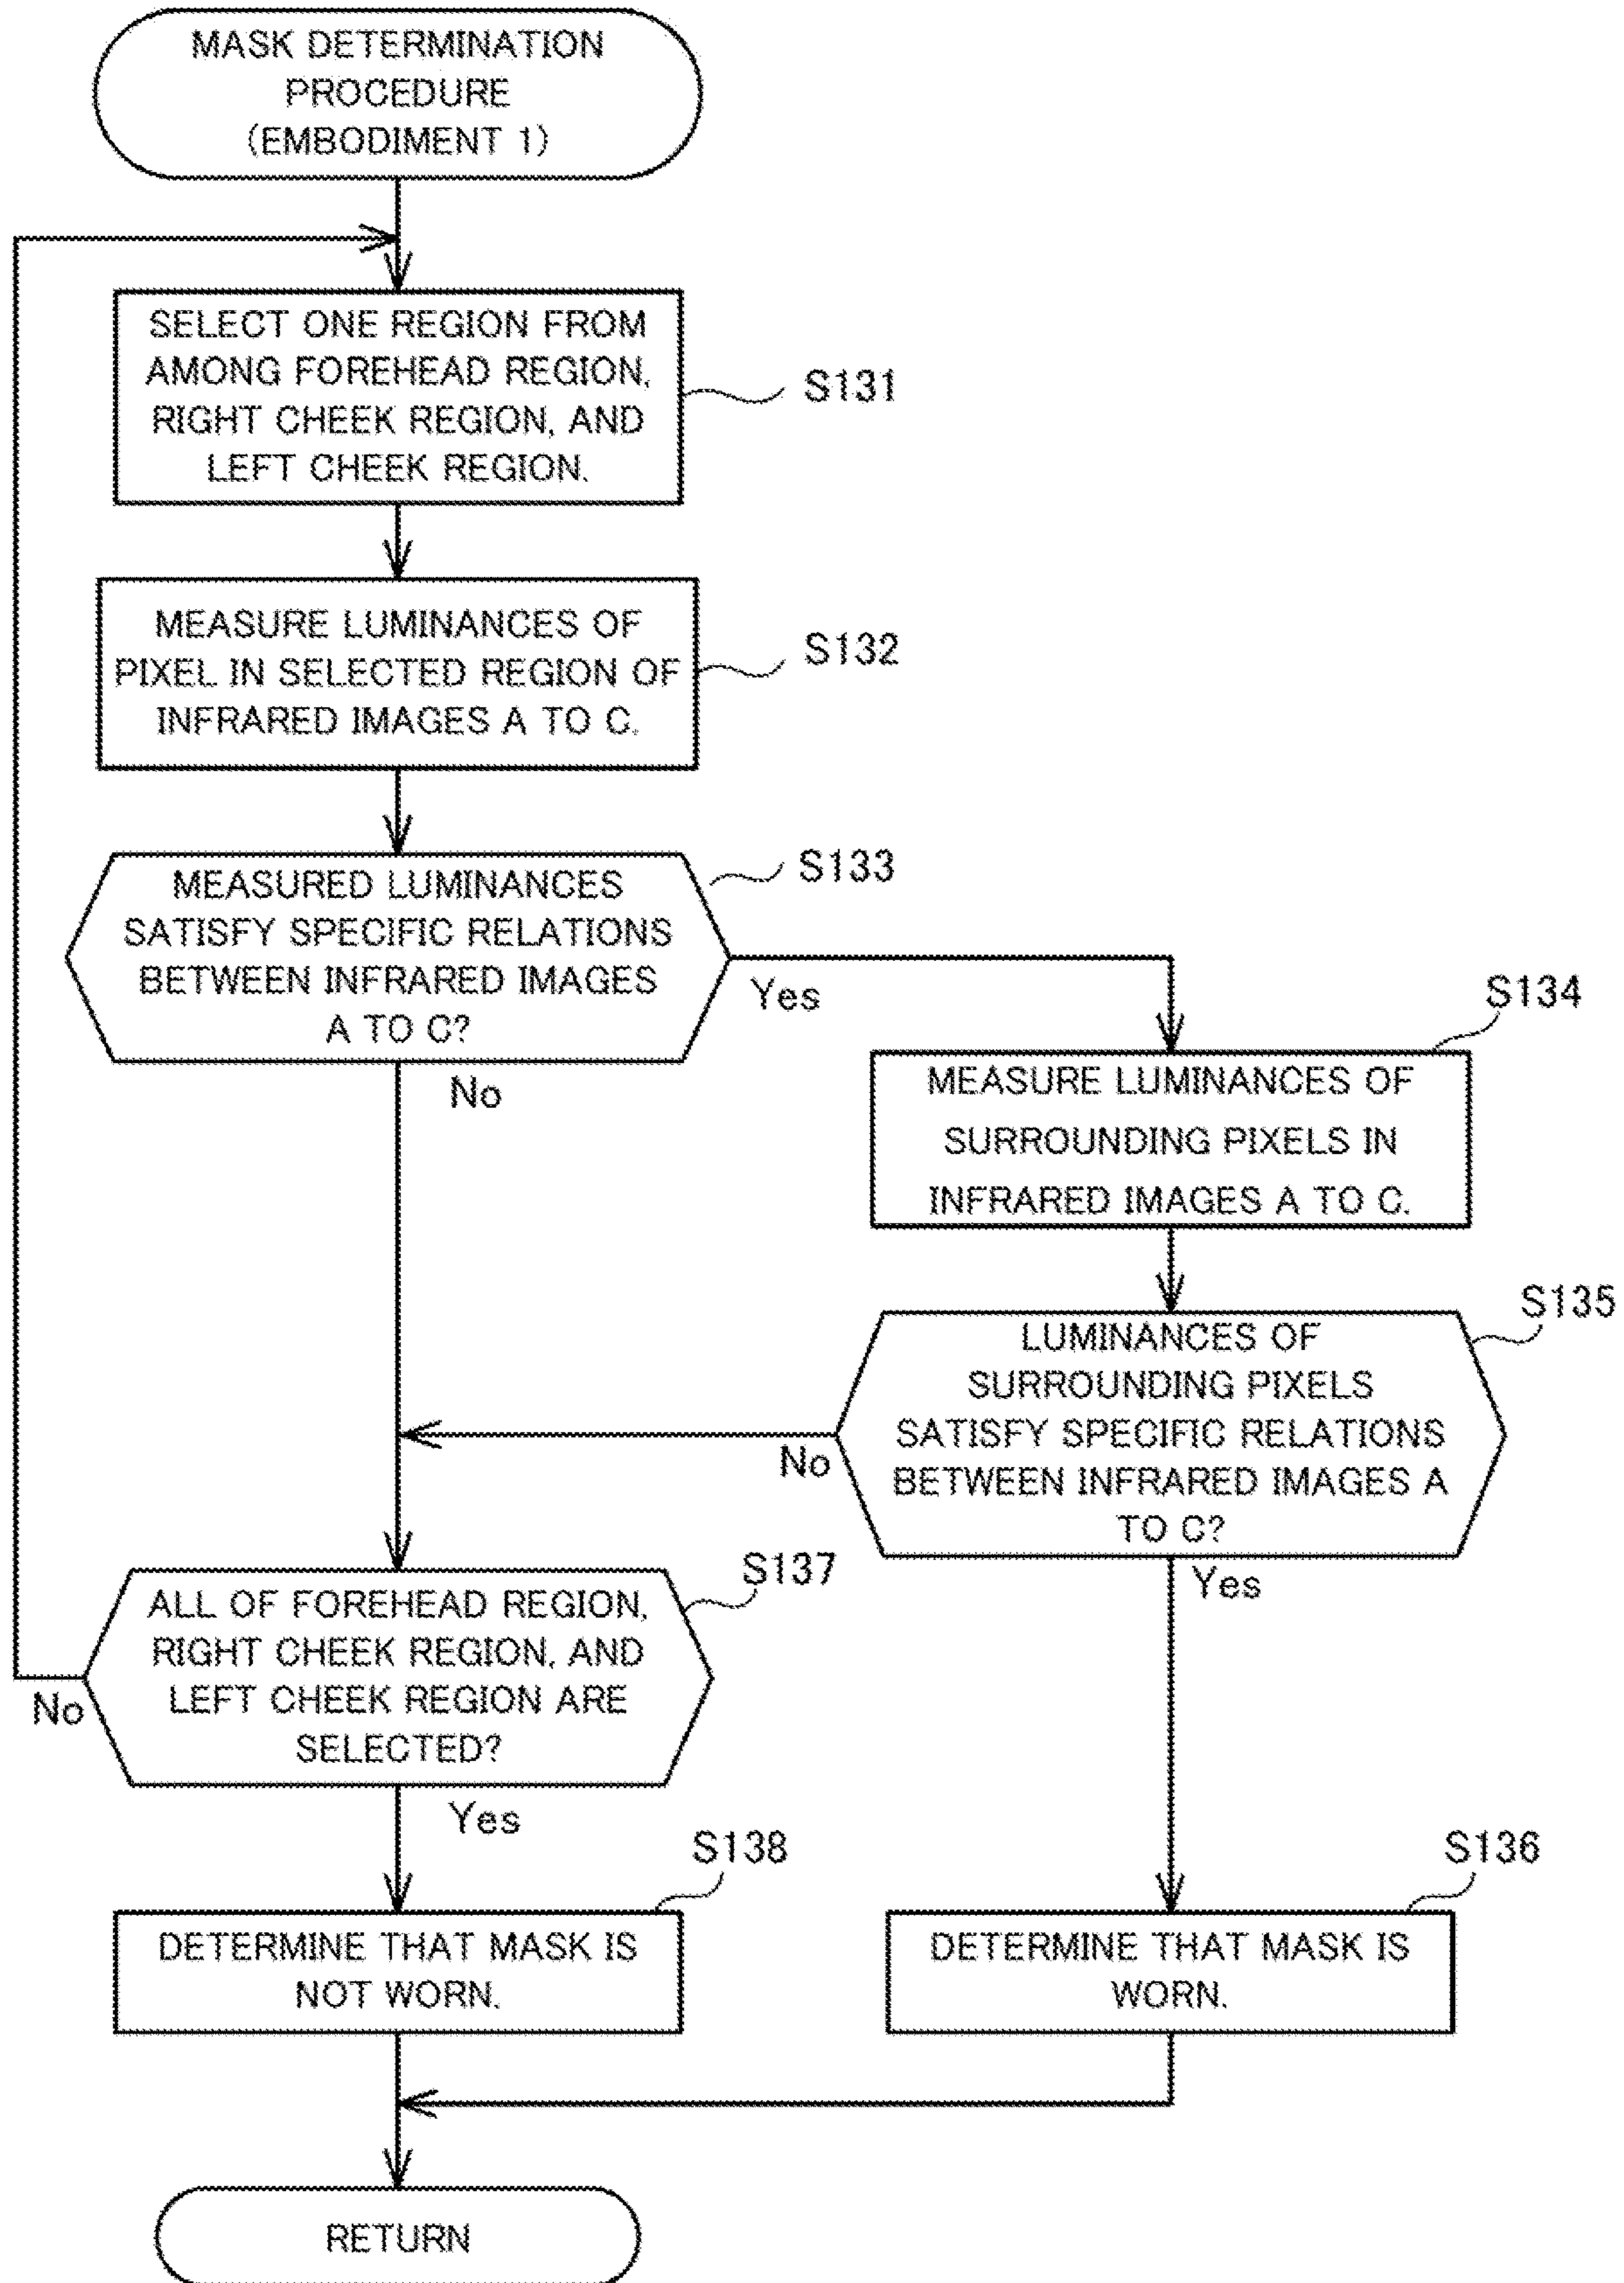 MASK DETERMINATION
PROCEDURE
(EMBODIMENT 1)
SELECT ONE REGION FROM
AMONG FOREHEAD REGION,
RIGHT CHEEK REGION, AND
LEFT CHEEK REGION.
S131
MEASURE LUMINANCES OF
PIXEL IN SELECTED REGION OF
INFRARED IMAGES A TO C.
S132
MEASURED LUMINANCES
SATISFY SPECIFIC RELATIONS
BETWEEN INFRARED IMAGES
A TO C?
S133
Yes
No
S134
MEASURE LUMINANCES OF
SURROUNDING PIXELS IN
INFRARED IMAGES A TO C.
S135
LUMINANCES OF
SURROUNDING PIXELS
SATISFY SPECIFIC RELATIONS
BETWEEN INFRARED IMAGES A
TO C?
No
Yes
S137
ALL OF FOREHEAD REGION,
RIGHT CHEEK REGION, AND
LEFT CHEEK REGION ARE
SELECTED?
No
Yes
S138
DETERMINE THAT MASK IS
NOT WORN.
S136
DETERMINE THAT MASK IS
WORN.
RETURN